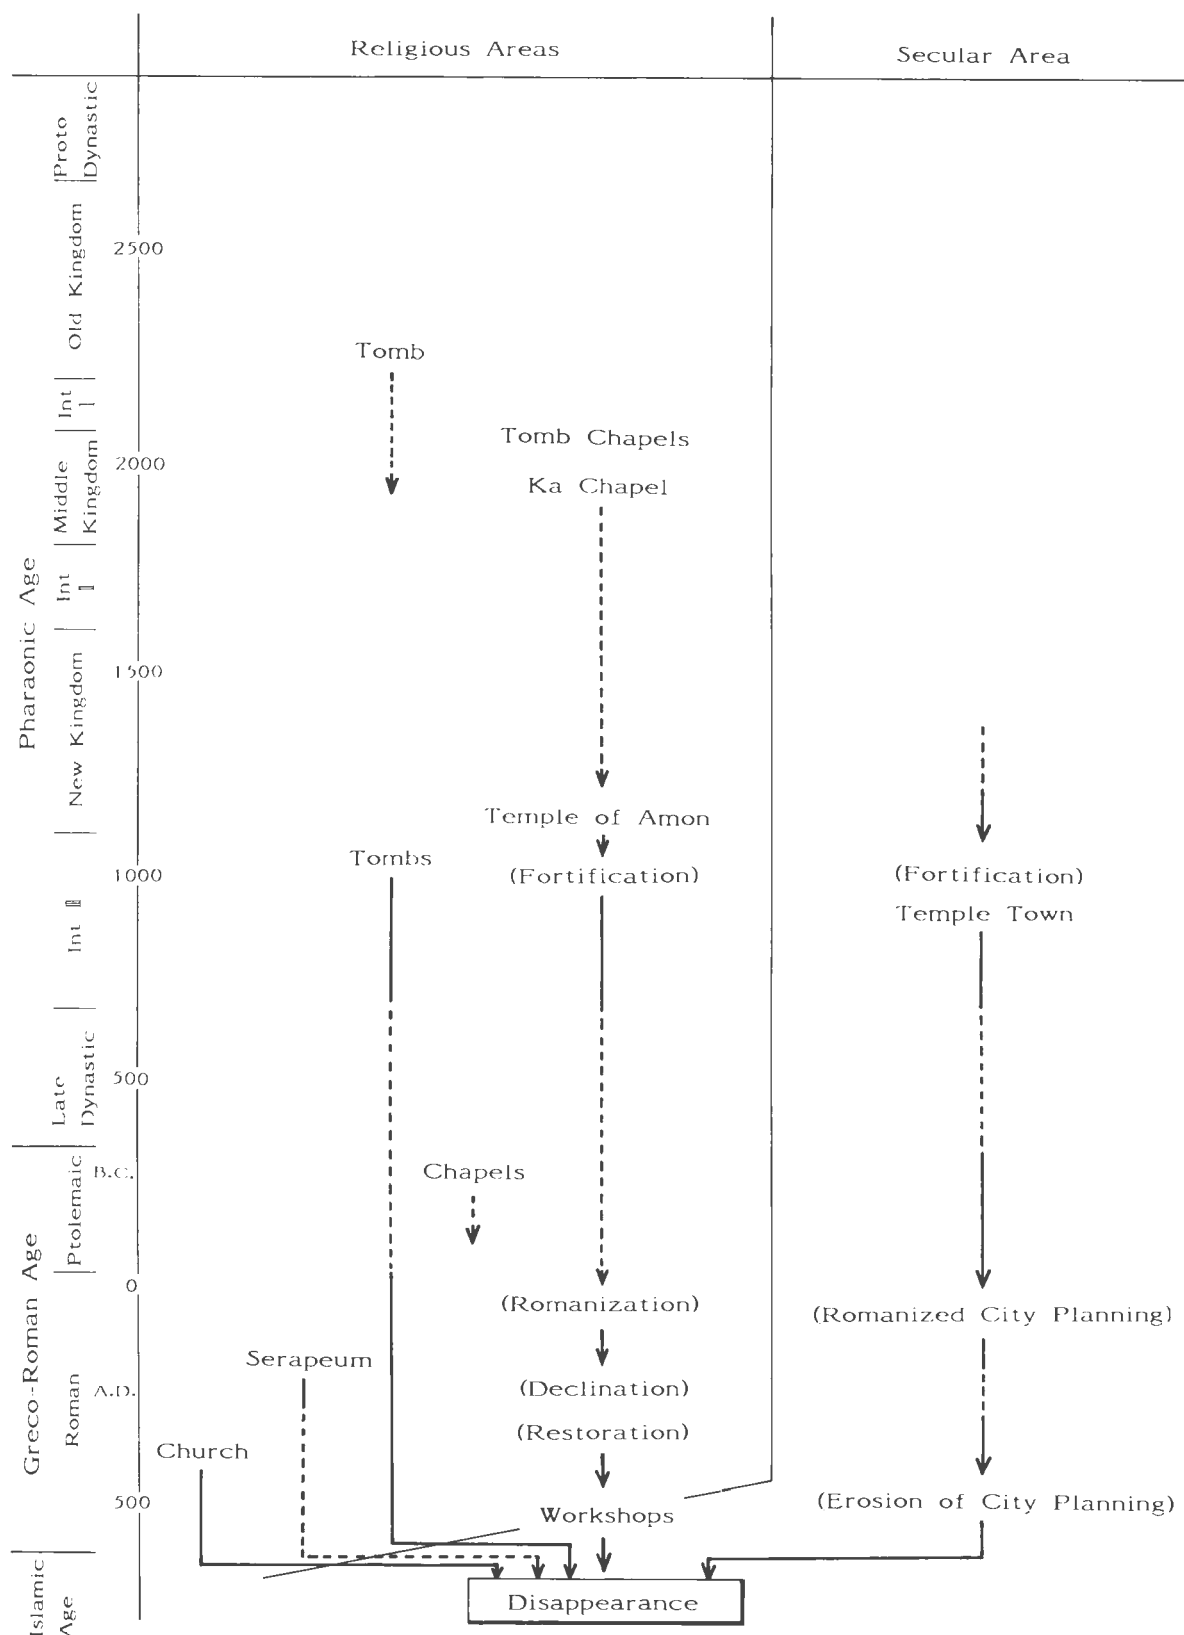 Religious Areas
Secular Area
Pharaonic Age
Greco-Roman Age
Islamic
Age
Proto
Dynastic
Old Kingdom
Int
I
Middle
Kingdom
Int
II
New Kingdom
Int III
Late
Dynastic
Ptolemaic
Roman
2500
2000
1500
1000
500
B.C.
0
A.D.
500
Tomb
Tomb Chapels
Ka Chapel
Temple of Amon
Tombs
(Fortification)
(Fortification)
Temple Town
Chapels
(Romanization)
(Romanized City Planning)
Serapeum
(Declination)
(Restoration)
Church
Workshops
(Erosion of City Planning)
Disappearance